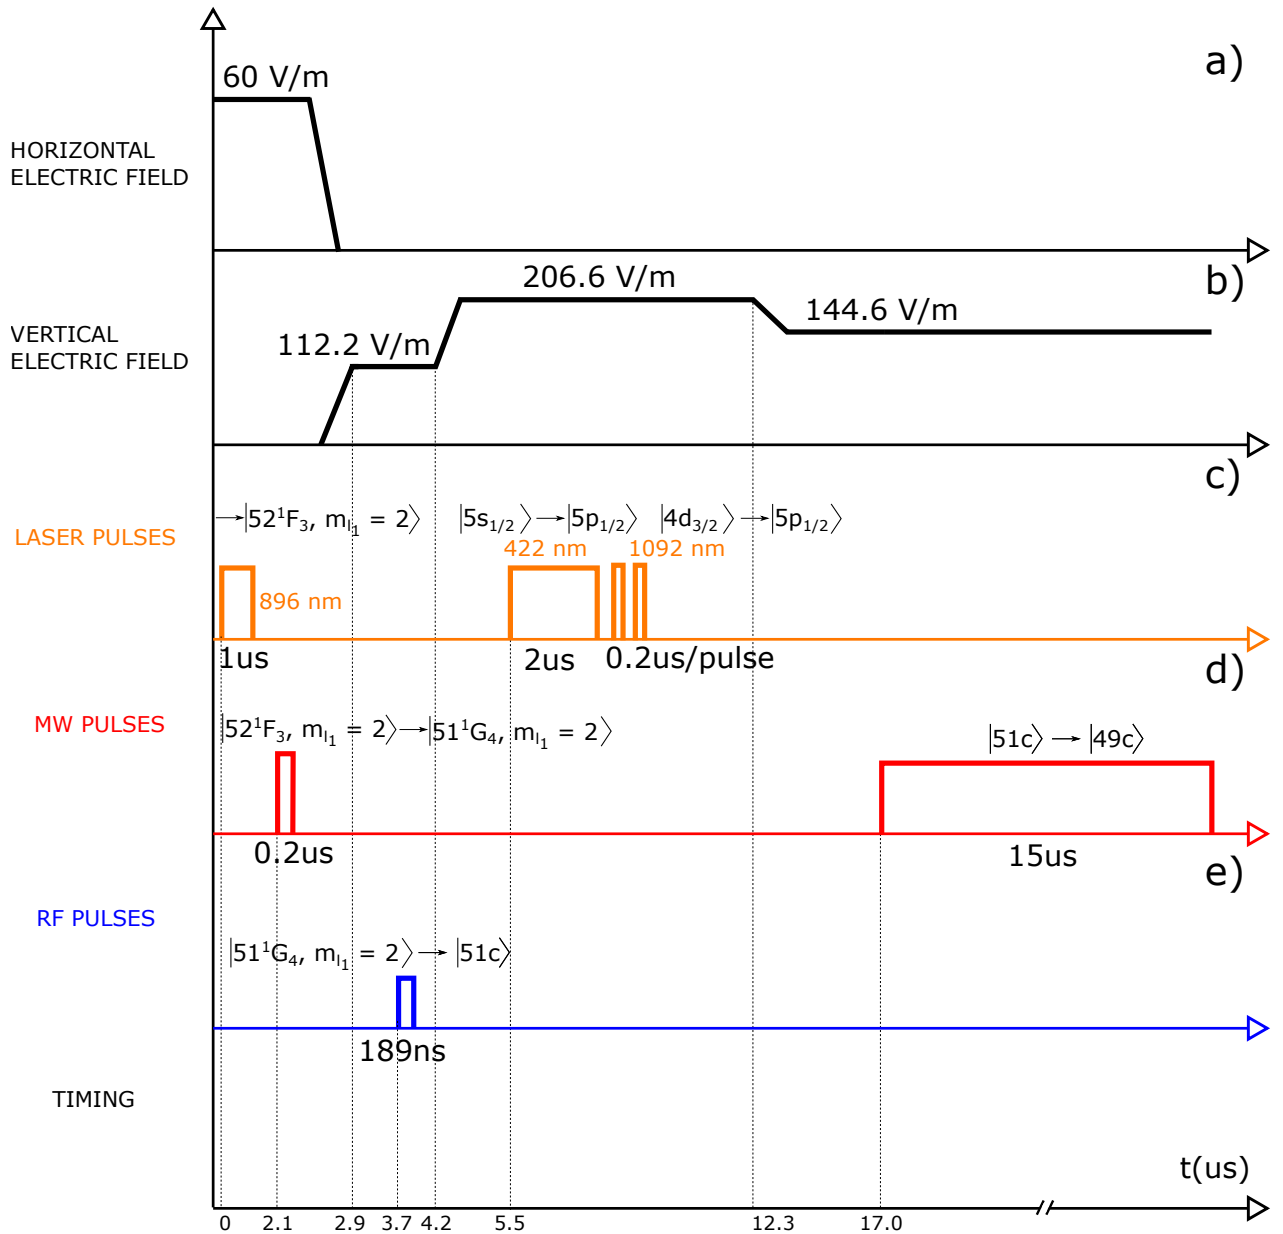 a)
60 V/m
HORIZONTAL
ELECTRIC FIELD
b)
206.6 V/m
144.6 V/m
VERTICAL
ELECTRIC FIELD
112.2 V/m
c)
→|52¹F₃, m_l₁ = 2⟩
|5s₁/₂⟩→|5p₁/₂⟩
|4d₃/₂⟩→|5p₁/₂⟩
LASER PULSES
422 nm
1092 nm
896 nm
1us
2us
0.2us/pulse
d)
MW PULSES
|52¹F₃, m_l₁ = 2⟩→|51¹G₄, m_l₁ = 2⟩
|51c⟩ → |49c⟩
0.2us
15us
e)
RF PULSES
|51¹G₄, m_l₁ = 2⟩→ |51c⟩
189ns
TIMING
t(us)
0 2.1 2.9 3.7 4.2 5.5 12.3 17.0